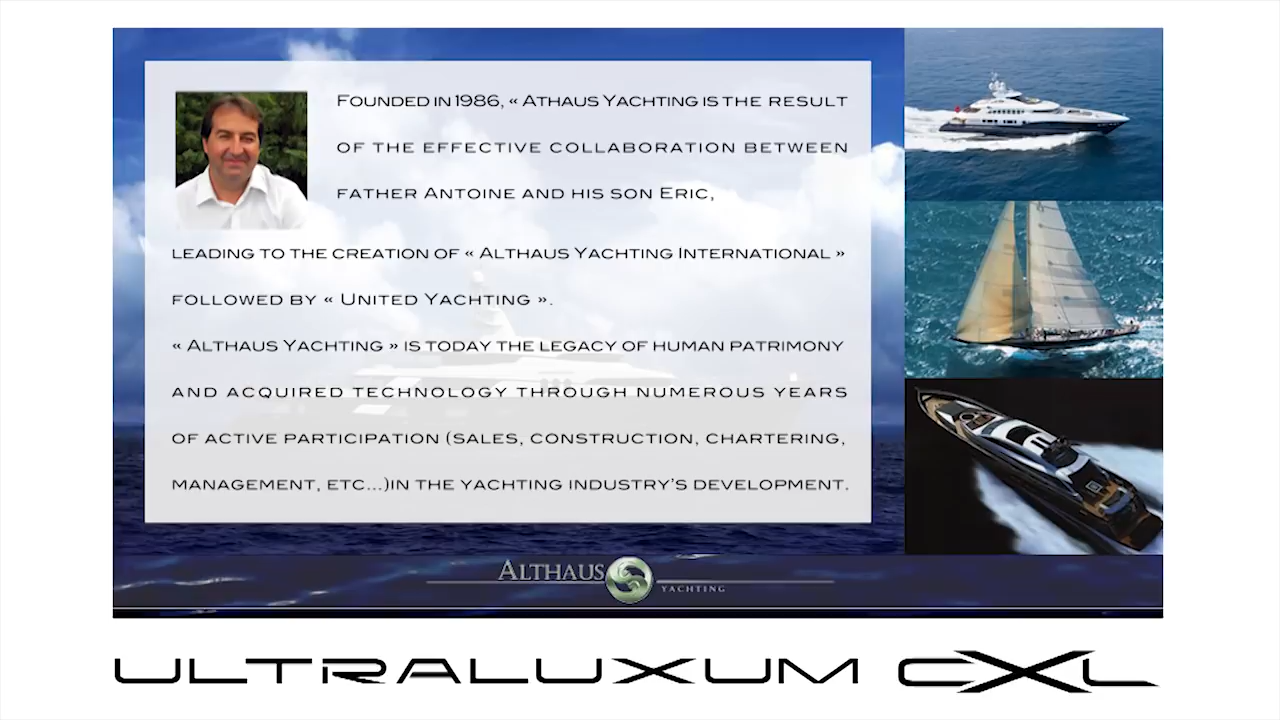 Founded in 1986, « Athaus Yachting is the result
of the effective collaboration between
father Antoine and his son Eric,
leading to the creation of « Althaus Yachting International »
followed by « United Yachting ».
« Althaus Yachting » is today the legacy of human patrimony
and acquired technology through numerous years
of active participation (sales, construction, chartering,
management, etc...)in the yachting industry's development.
Althaus
YACHTING
ULTRALUXUM CXL